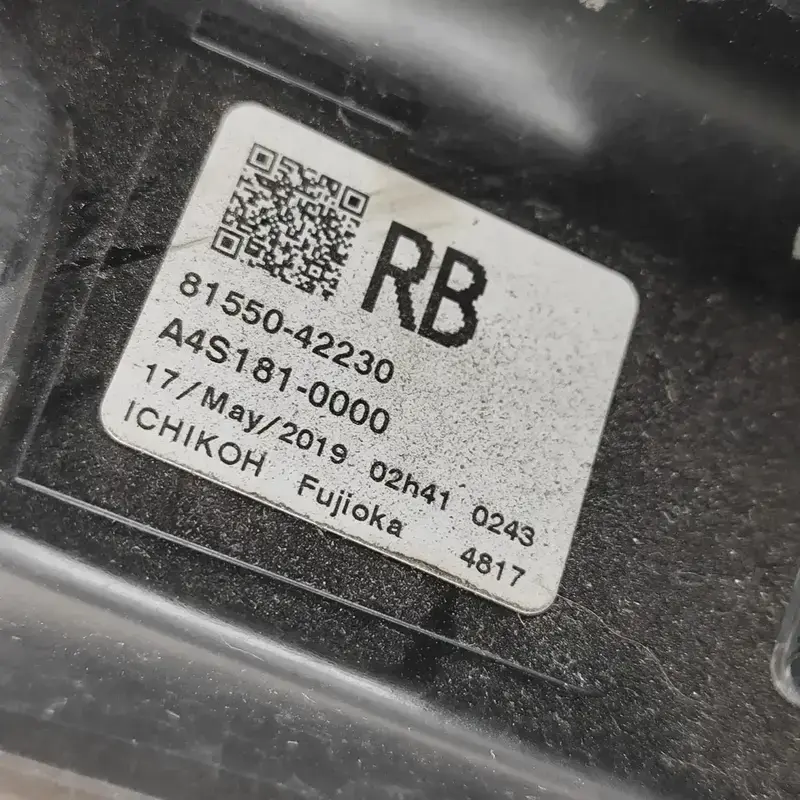 RB
81550-42230
A4S181-0000
17/May/2019 02h41 0243
ICHIKOH Fujioka 4817